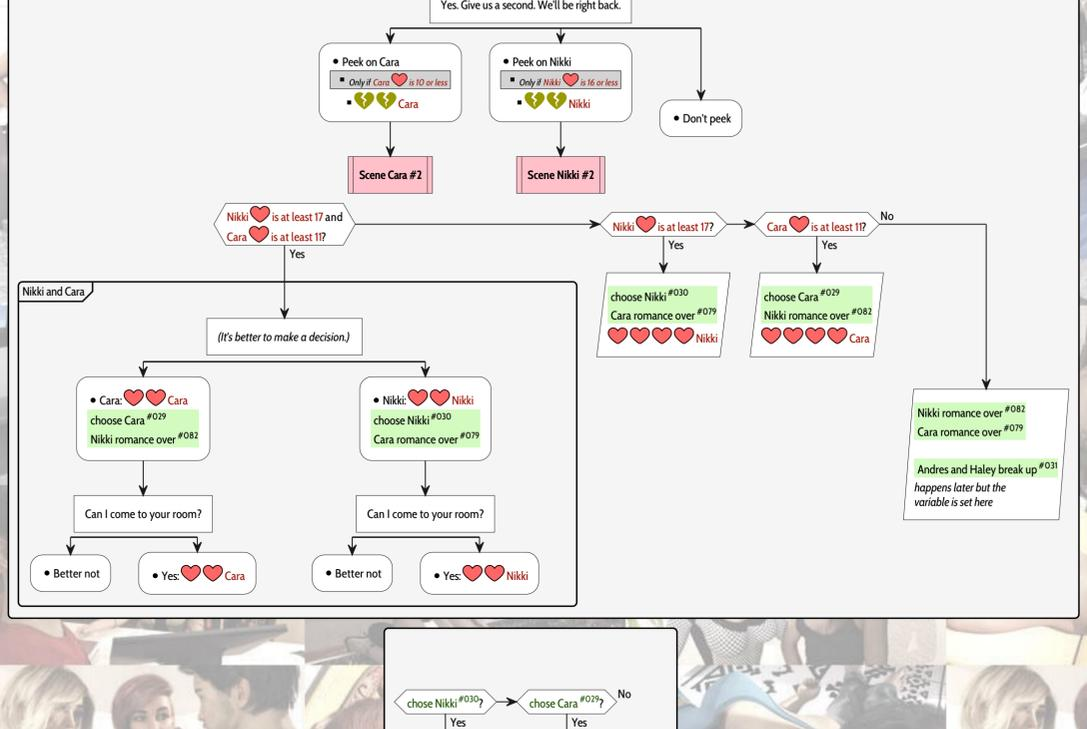 Yes. Give us a second. We'll be right back.
• Peek on Cara
▪ Only if Cara ❤ is 10 or less
▪ 💔 💔 Cara
• Peek on Nikki
▪ Only if Nikki ❤ is 16 or less
▪ 💔 💔 Nikki
• Don't peek
Scene Cara #2
Scene Nikki #2
Nikki ❤ is at least 17 and
Cara ❤ is at least 11?
Yes
Nikki ❤ is at least 17?
Yes
Cara ❤ is at least 11?
No
Yes
choose Nikki #030
Cara romance over #079
❤ ❤ ❤ ❤ Nikki
choose Cara #029
Nikki romance over #082
❤ ❤ ❤ ❤ Cara
Nikki romance over #082
Cara romance over #079
Andres and Haley break up #031
happens later but the
variable is set here
Nikki and Cara
(It's better to make a decision.)
• Cara: ❤ ❤ Cara
choose Cara #029
Nikki romance over #082
• Nikki: ❤ ❤ Nikki
choose Nikki #030
Cara romance over #079
Can I come to your room?
Can I come to your room?
• Better not
• Yes: ❤ ❤ Cara
• Better not
• Yes: ❤ ❤ Nikki
chose Nikki #030?
chose Cara #029?
No
Yes
Yes